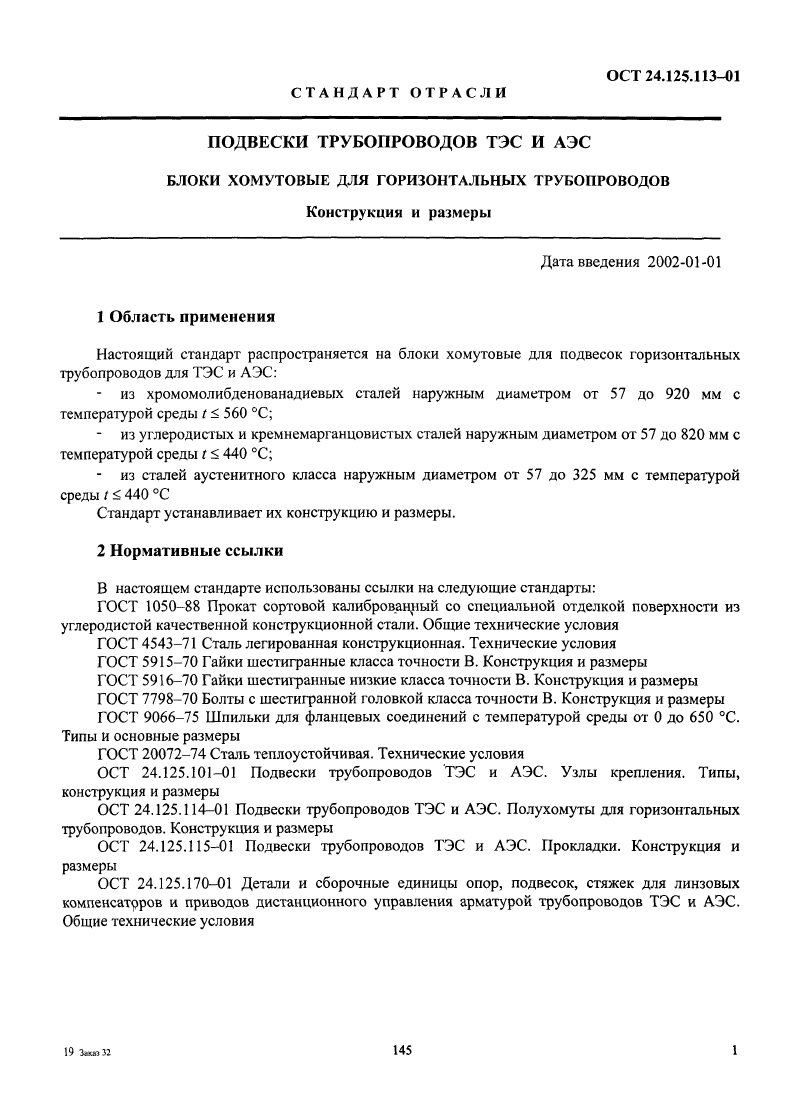 ОСТ 24.125.113–01
СТАНДАРТ ОТРАСЛИ
ПОДВЕСКИ ТРУБОПРОВОДОВ ТЭС И АЭС
БЛОКИ ХОМУТОВЫЕ ДЛЯ ГОРИЗОНТАЛЬНЫХ ТРУБОПРОВОДОВ
Конструкция и размеры
Дата введения 2002-01-01
1 Область применения
Настоящий стандарт распространяется на блоки хомутовые для подвесок горизонтальных
трубопроводов для ТЭС и АЭС:
- из хромомолибденованадиевых сталей наружным диаметром от 57 до 920 мм с
температурой среды t ≤ 560 °С;
- из углеродистых и кремнемарганцовистых сталей наружным диаметром от 57 до 820 мм с
температурой среды t ≤ 440 °С;
- из сталей аустенитного класса наружным диаметром от 57 до 325 мм с температурой
среды t ≤ 440 °С
Стандарт устанавливает их конструкцию и размеры.
2 Нормативные ссылки
В настоящем стандарте использованы ссылки на следующие стандарты:
ГОСТ 1050–88 Прокат сортовой калиброванный со специальной отделкой поверхности из
углеродистой качественной конструкционной стали. Общие технические условия
ГОСТ 4543–71 Сталь легированная конструкционная. Технические условия
ГОСТ 5915–70 Гайки шестигранные класса точности В. Конструкция и размеры
ГОСТ 5916–70 Гайки шестигранные низкие класса точности В. Конструкция и размеры
ГОСТ 7798–70 Болты с шестигранной головкой класса точности В. Конструкция и размеры
ГОСТ 9066–75 Шпильки для фланцевых соединений с температурой среды от 0 до 650 °С.
Типы и основные размеры
ГОСТ 20072–74 Сталь теплоустойчивая. Технические условия
ОСТ 24.125.101–01 Подвески трубопроводов ТЭС и АЭС. Узлы крепления. Типы,
конструкция и размеры
ОСТ 24.125.114–01 Подвески трубопроводов ТЭС и АЭС. Полухомуты для горизонтальных
трубопроводов. Конструкция и размеры
ОСТ 24.125.115–01 Подвески трубопроводов ТЭС и АЭС. Прокладки. Конструкция и
размеры
ОСТ 24.125.170–01 Детали и сборочные единицы опор, подвесок, стяжек для линзовых
компенсаторов и приводов дистанционного управления арматурой трубопроводов ТЭС и АЭС.
Общие технические условия
19 Заказ 32
145
1